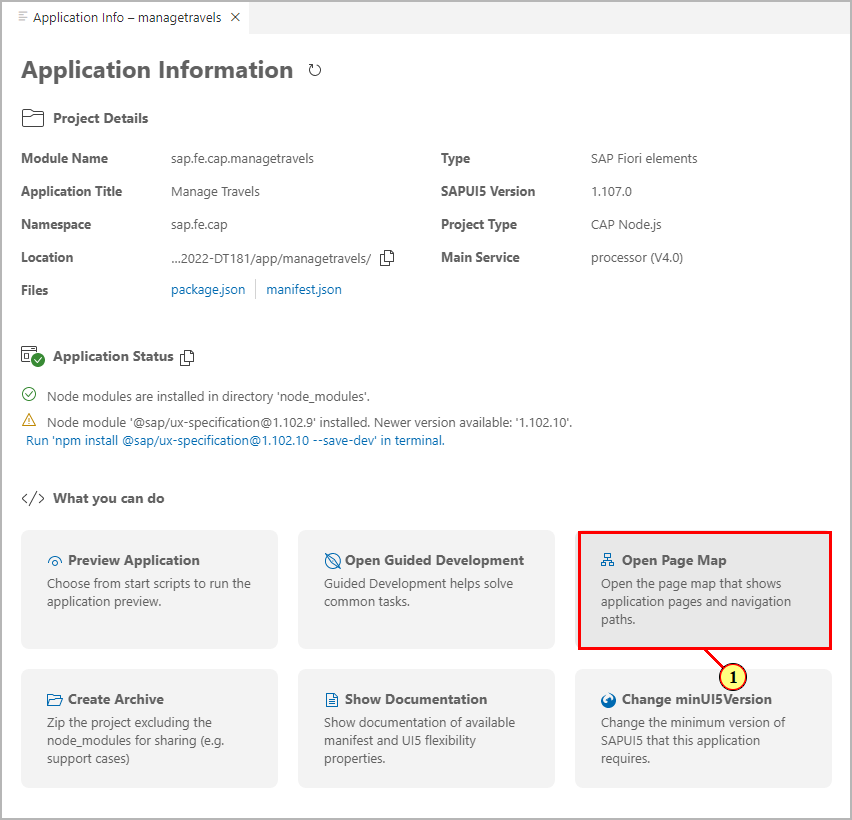 Application Info – managetravels
Application Information
Project Details
Module Name sap.fe.cap.managetravels Type SAP Fiori elements
Application Title Manage Travels SAPUI5 Version 1.107.0
Namespace sap.fe.cap Project Type CAP Node.js
Location ...2022-DT181/app/managetravels/ Main Service processor (V4.0)
Files package.json manifest.json
Application Status
Node modules are installed in directory 'node_modules'.
Node module '@sap/ux-specification@1.102.9' installed. Newer version available: '1.102.10'.
Run 'npm install @sap/ux-specification@1.102.10 --save-dev' in terminal.
</> What you can do
Preview Application
Choose from start scripts to run the
application preview.
Open Guided Development
Guided Development helps solve
common tasks.
Open Page Map
Open the page map that shows
application pages and navigation
paths.
1
Create Archive
Zip the project excluding the
node_modules for sharing (e.g.
support cases)
Show Documentation
Show documentation of available
manifest and UI5 flexibility
properties.
Change minUI5Version
Change the minimum version of
SAPUI5 that this application
requires.